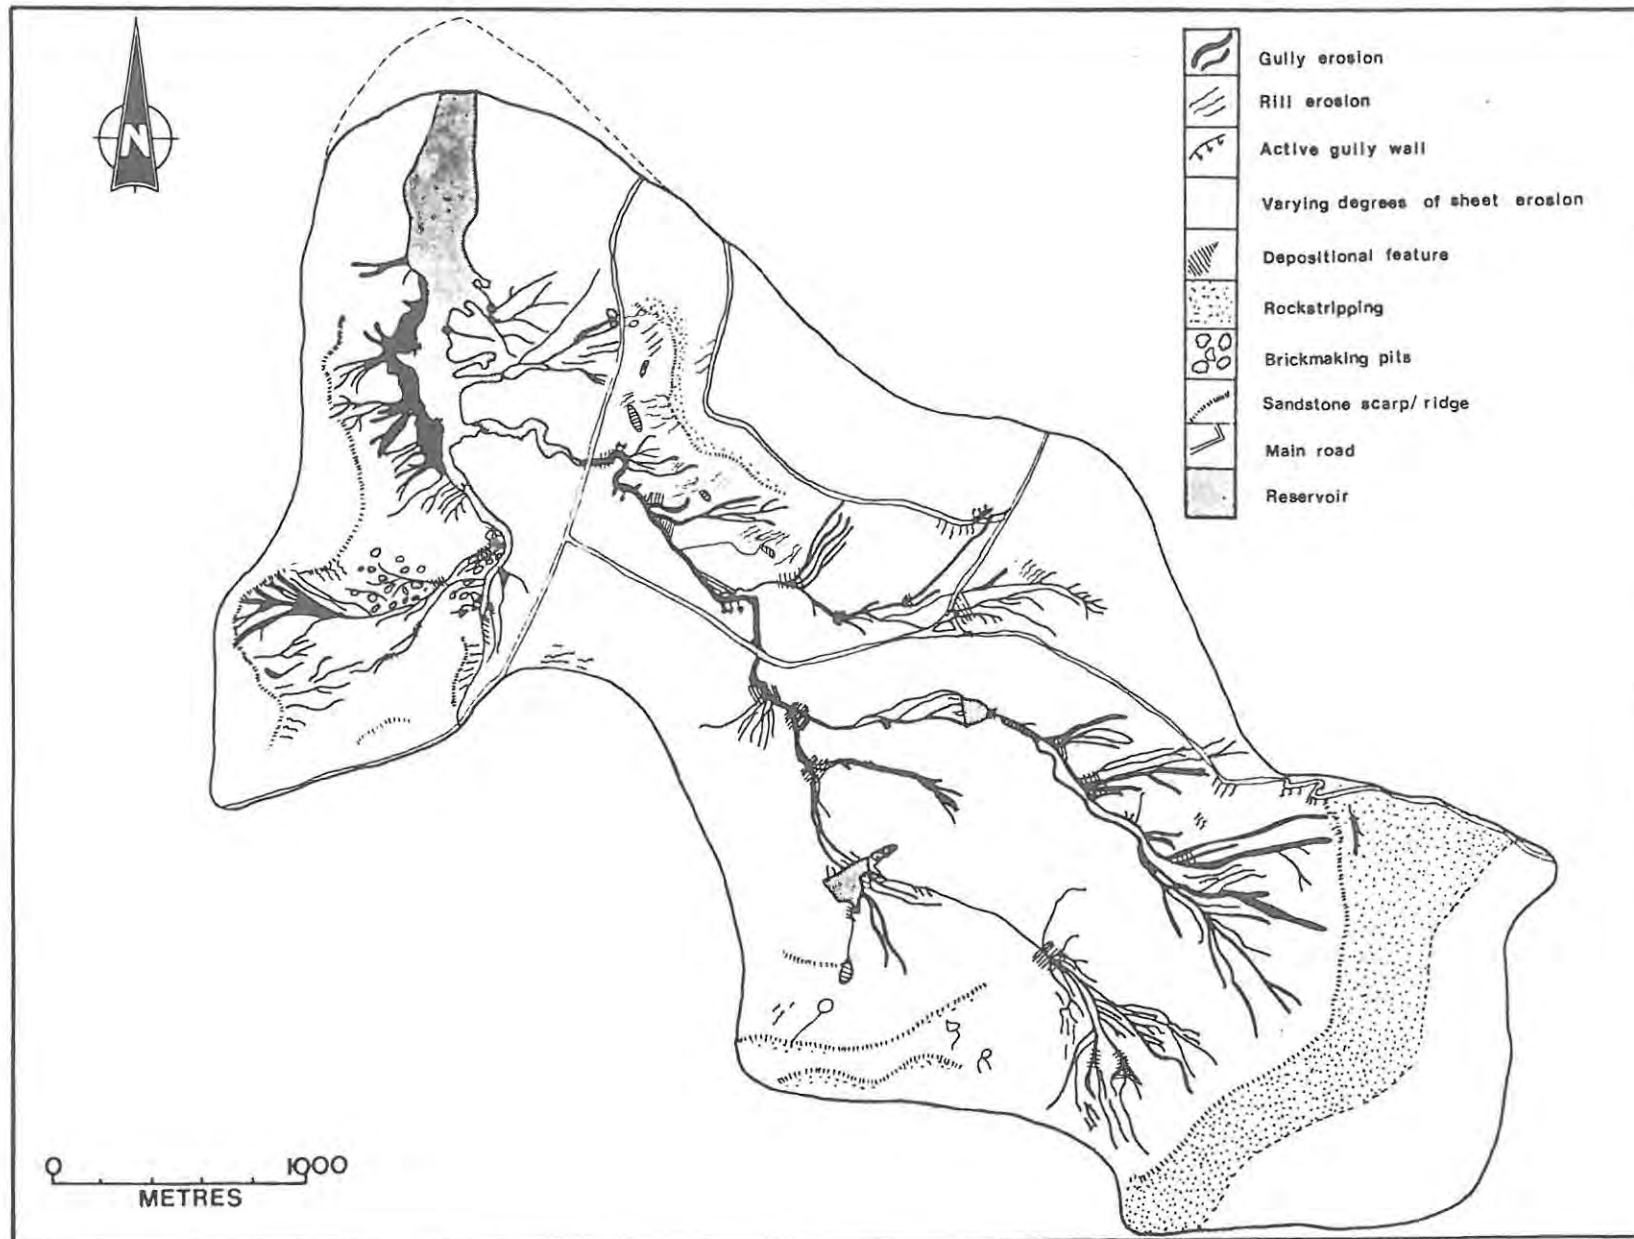 N
Gully erosion
Rill erosion
Active gully wall
Varying degrees of sheet erosion
Depositional feature
Rockstripping
Brickmaking pits
Sandstone scarp/ ridge
Main road
Reservoir
0 1000
METRES